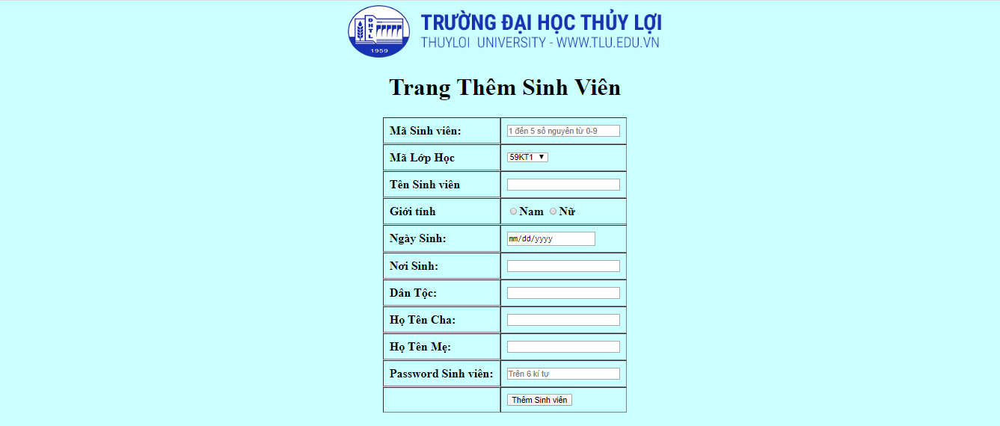 ĐHTL
1959
TRƯỜNG ĐẠI HỌC THỦY LỢI
THUYLOI UNIVERSITY - WWW.TLU.EDU.VN
Trang Thêm Sinh Viên
Mã Sinh viên: 1 đến 5 số nguyên từ 0-9
Mã Lớp Học 59KT1
Tên Sinh viên
Giới tính Nam Nữ
Ngày Sinh: mm/dd/yyyy
Nơi Sinh:
Dân Tộc:
Họ Tên Cha:
Họ Tên Mẹ:
Password Sinh viên: Trên 6 kí tự
Thêm Sinh viên